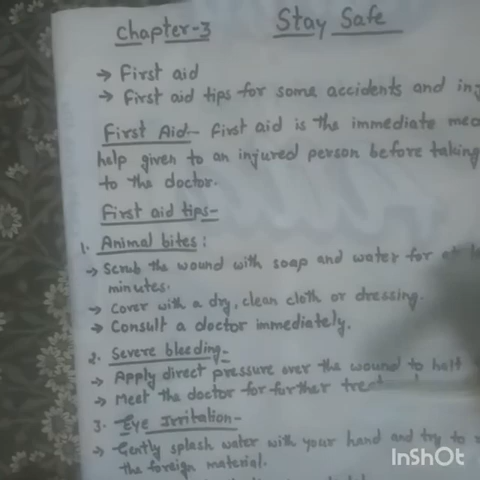 Chapter-3 Stay Safe
→ First aid
→ First aid tips for some accidents and inj
First Aid- First aid is the immediate med
help given to an injured person before taking
to the doctor.
First aid tips-
1. Animal bites:
→ Scrub the wound with soap and water for
minutes.
→ Cover with a dry, clean cloth or dressing.
→ Consult a doctor immediately.
2. Severe bleeding-
→ Apply direct pressure over the wound to halt
→ Meet the doctor for further
3. Eye Irritation-
→ Gently splash water with your hand and try to
the foreign material.
InShOt